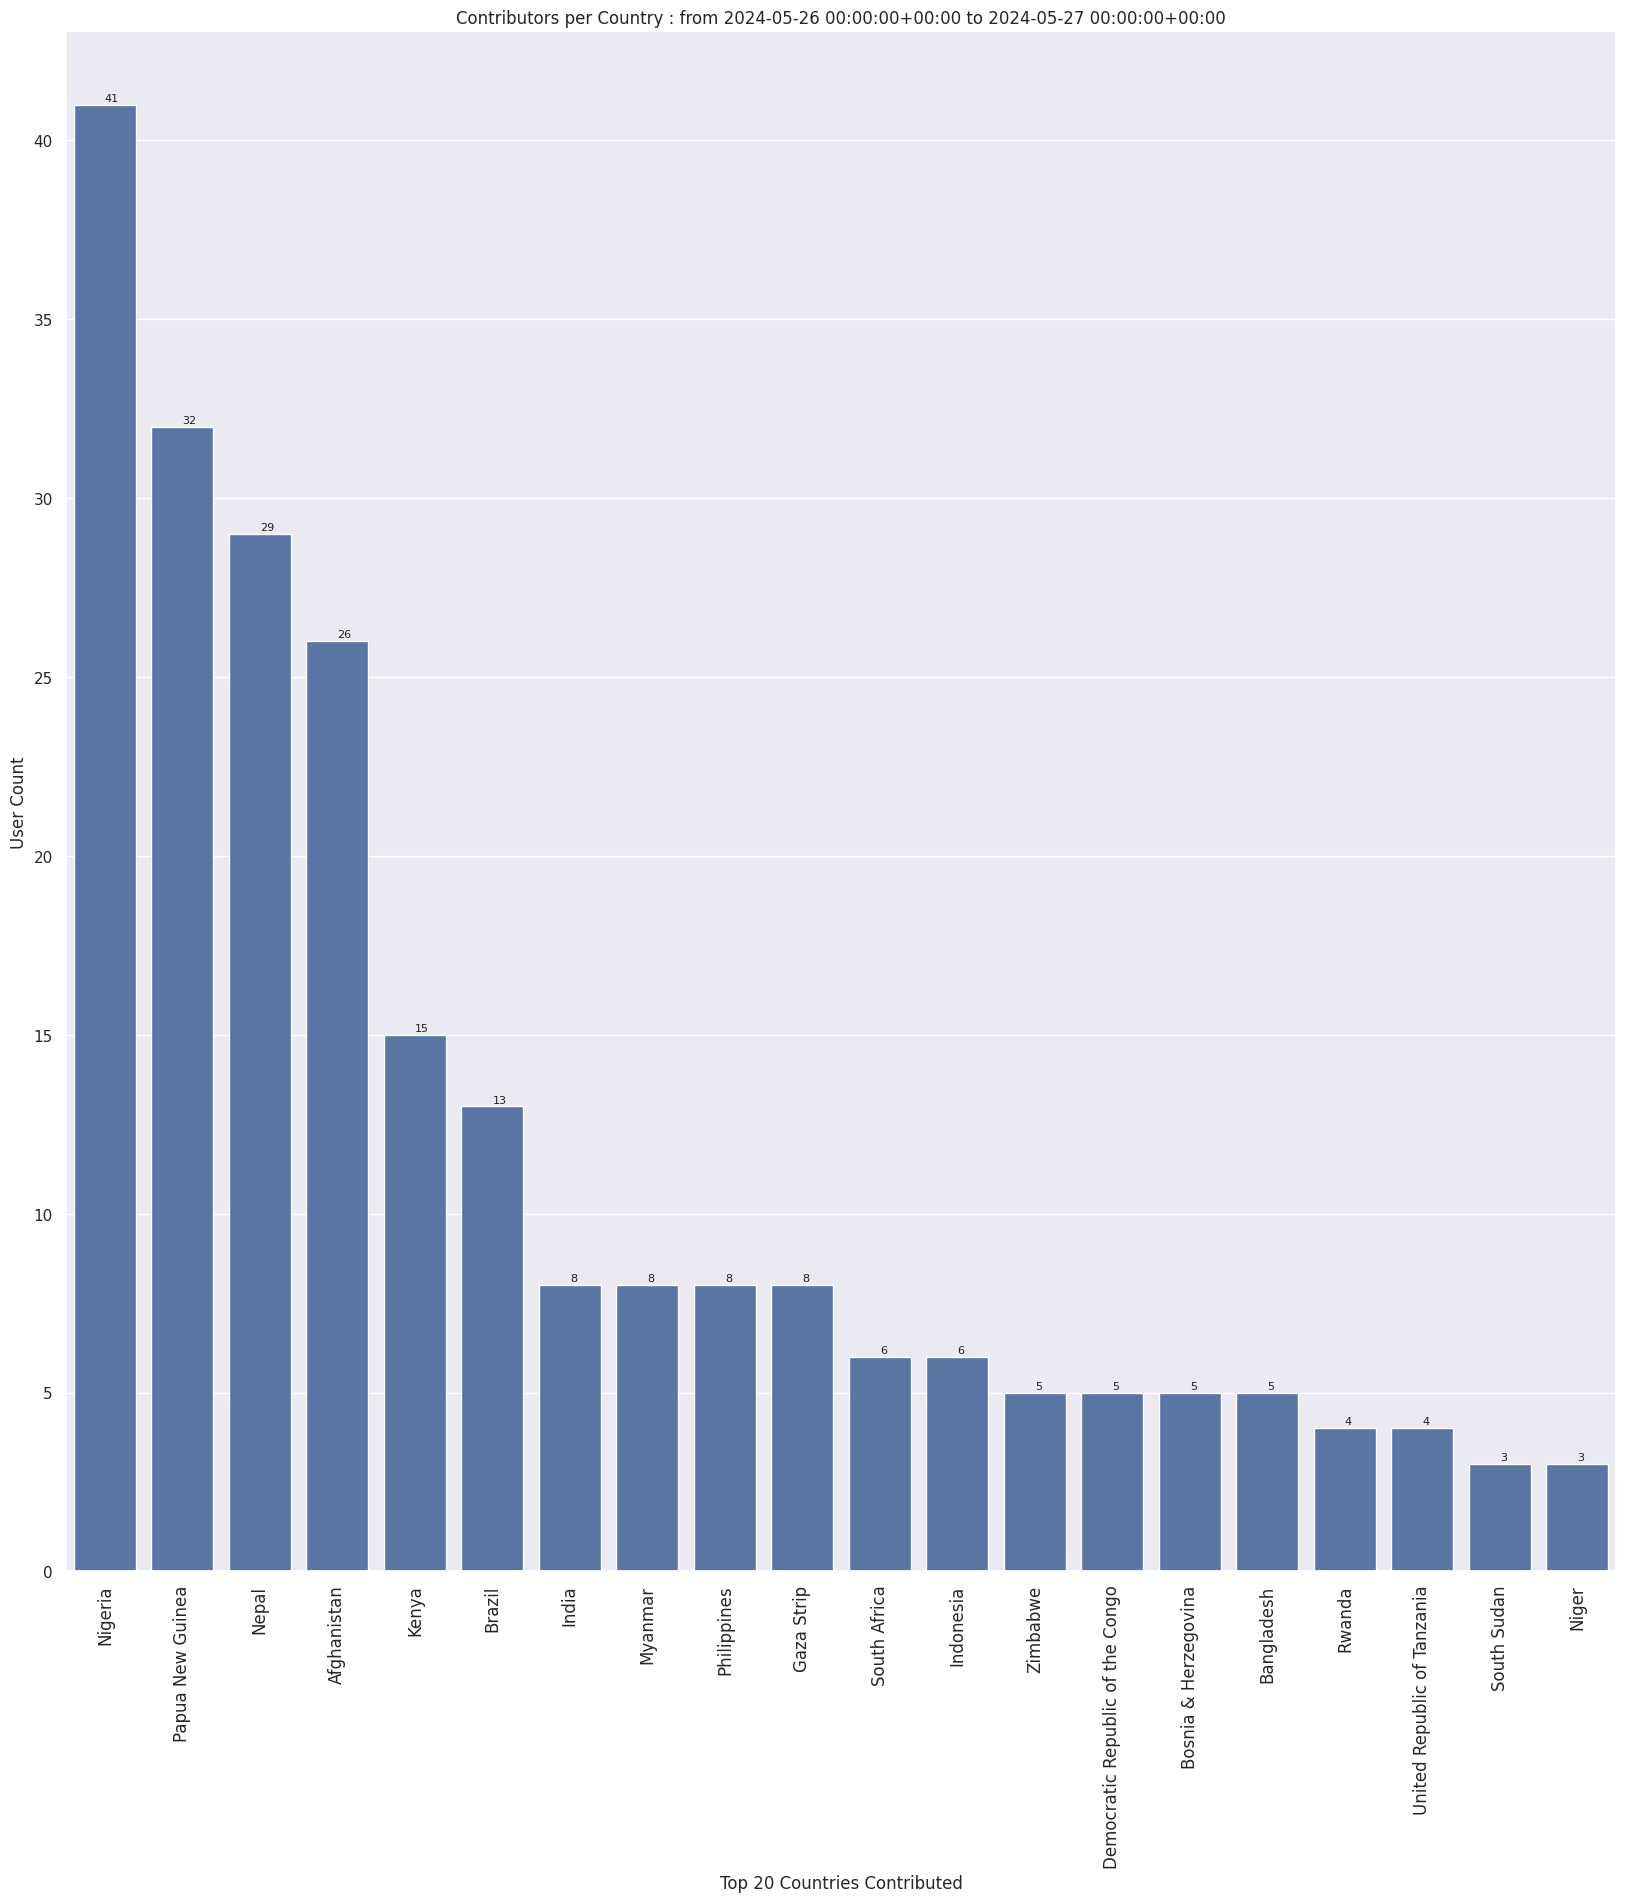 Contributors per Country : from 2024-05-26 00:00:00+00:00 to 2024-05-27 00:00:00+00:00
User Count
40
35
30
25
20
15
10
5
0
41
32
29
26
15
13
8
8
8
8
6
6
5
5
5
5
4
4
3
3
Nigeria
Papua New Guinea
Nepal
Afghanistan
Kenya
Brazil
India
Myanmar
Philippines
Gaza Strip
South Africa
Indonesia
Zimbabwe
Democratic Republic of the Congo
Bosnia & Herzegovina
Bangladesh
Rwanda
United Republic of Tanzania
South Sudan
Niger
Top 20 Countries Contributed